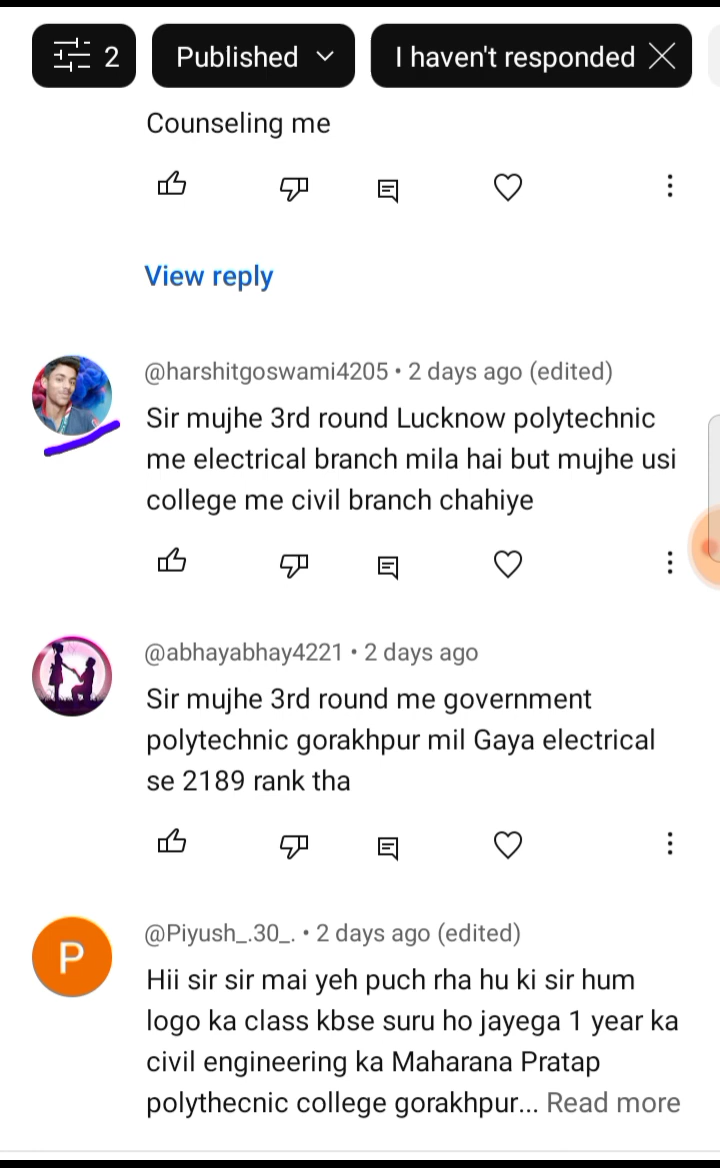 2 Published I haven't responded
Counseling me
View reply
@harshitgoswami4205 • 2 days ago (edited)
Sir mujhe 3rd round Lucknow polytechnic
me electrical branch mila hai but mujhe usi
college me civil branch chahiye
@abhayabhay4221 • 2 days ago
Sir mujhe 3rd round me government
polytechnic gorakhpur mil Gaya electrical
se 2189 rank tha
P
@Piyush_.30_. • 2 days ago (edited)
Hii sir sir mai yeh puch rha hu ki sir hum
logo ka class kbse suru ho jayega 1 year ka
civil engineering ka Maharana Pratap
polythecnic college gorakhpur... Read more